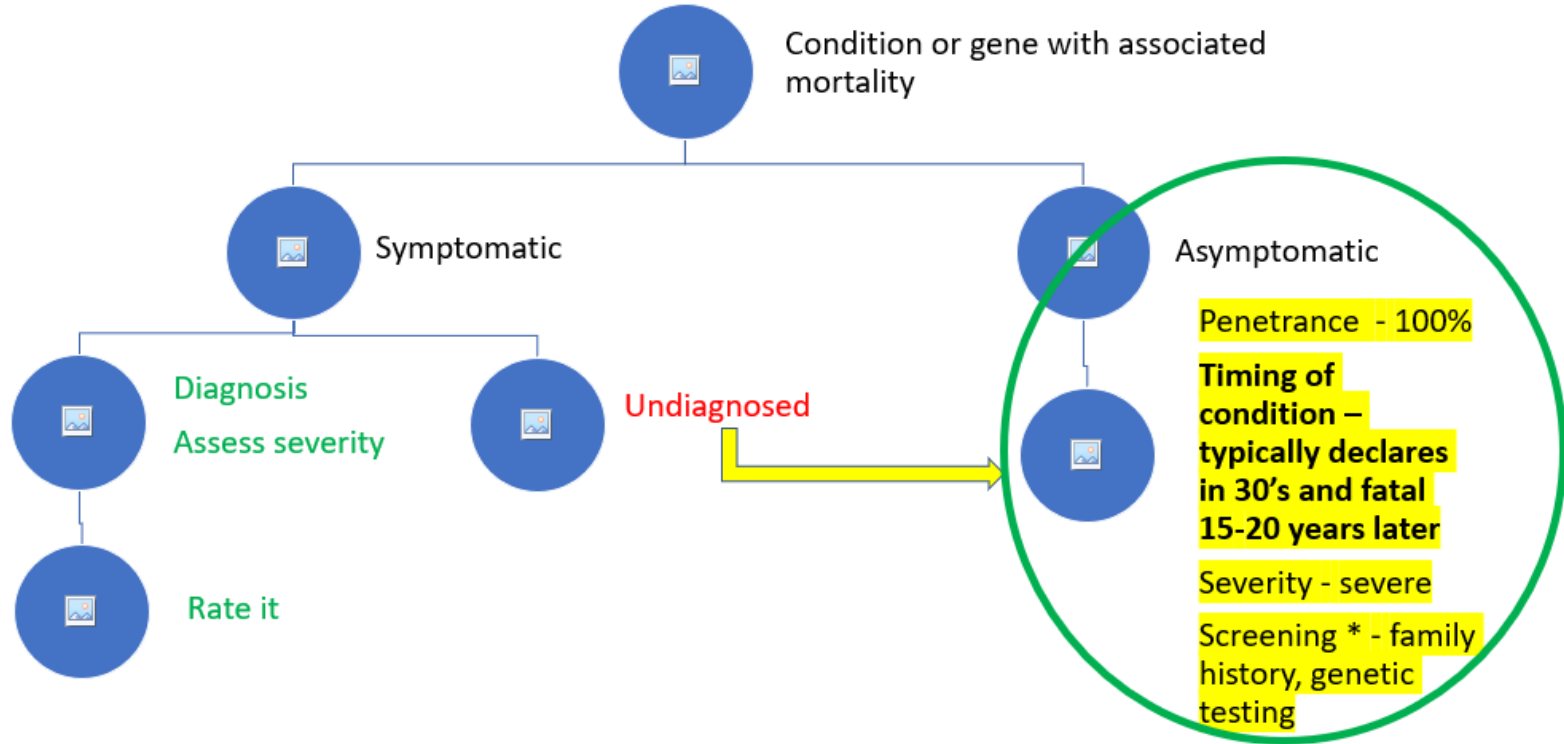 Condition or gene with associated
mortality
Symptomatic
Asymptomatic
Diagnosis
Assess severity
Undiagnosed
Rate it
Penetrance - 100%
Timing of
condition –
typically declares
in 30’s and fatal
15-20 years later
Severity - severe
Screening * - family
history, genetic
testing